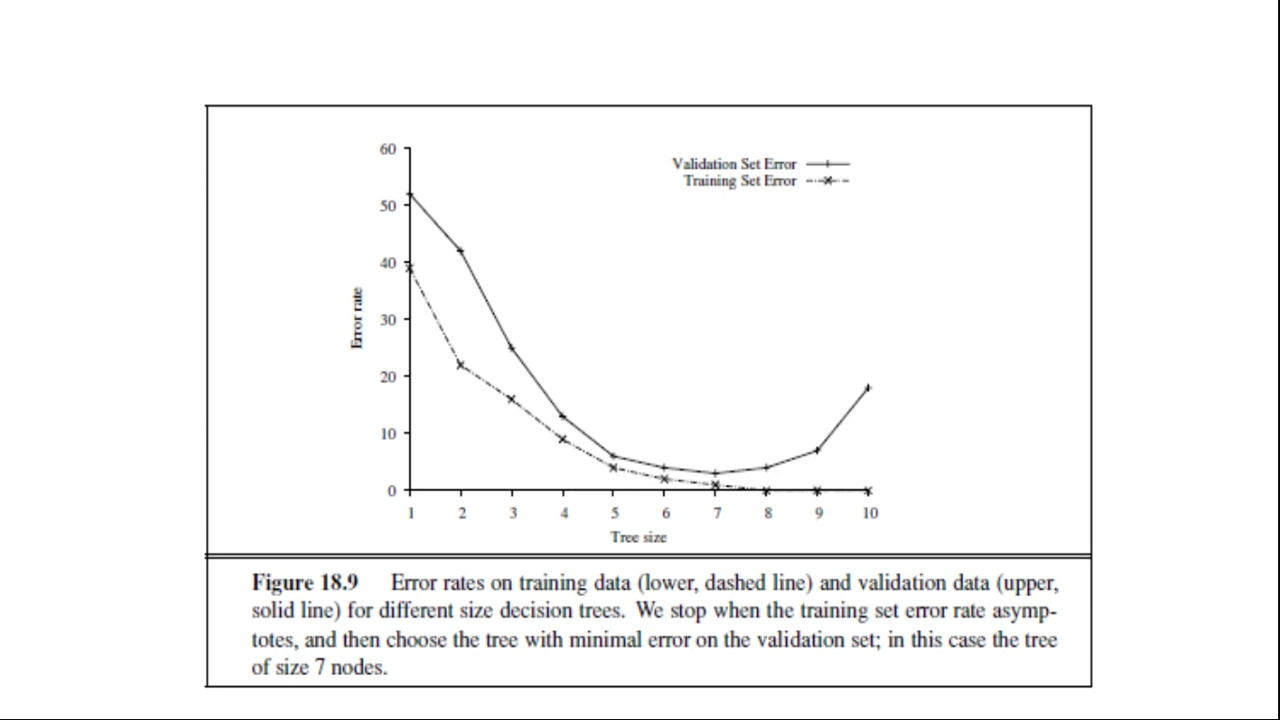 60
Validation Set Error
Training Set Error
50
40
30
20
10
0
Error rate
1 2 3 4 5 6 7 8 9 10
Tree size
Figure 18.9 Error rates on training data (lower, dashed line) and validation data (upper,
solid line) for different size decision trees. We stop when the training set error rate asymp-
totes, and then choose the tree with minimal error on the validation set; in this case the tree
of size 7 nodes.